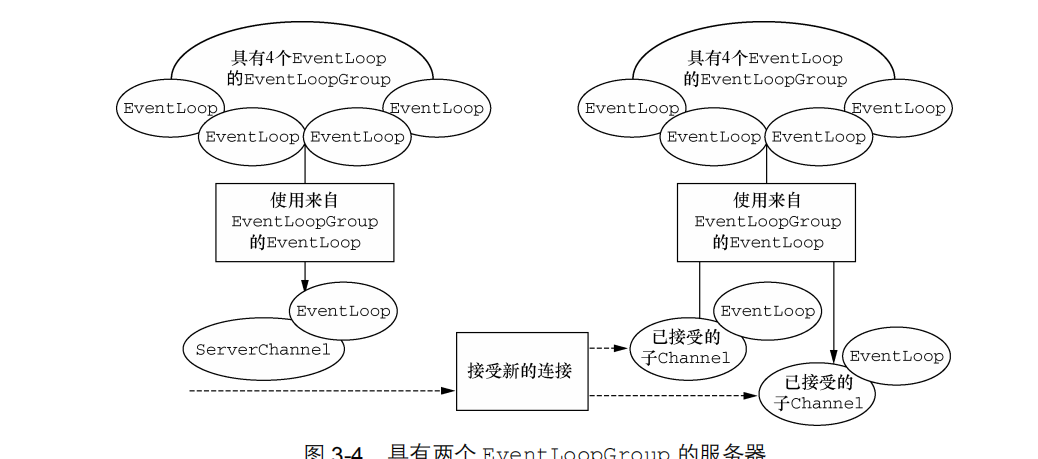 具有4个EventLoop
的EventLoopGroup
EventLoop
EventLoop
EventLoop
EventLoop
使用来自
EventLoopGroup
的EventLoop
EventLoop
ServerChannel
具有4个EventLoop
的EventLoopGroup
EventLoop
EventLoop
EventLoop
EventLoop
使用来自
EventLoopGroup
的EventLoop
EventLoop
已接受的
子Channel
EventLoop
已接受的
子Channel
接受新的连接
图 3-4 具有两个 EventLoopGroup 的服务器